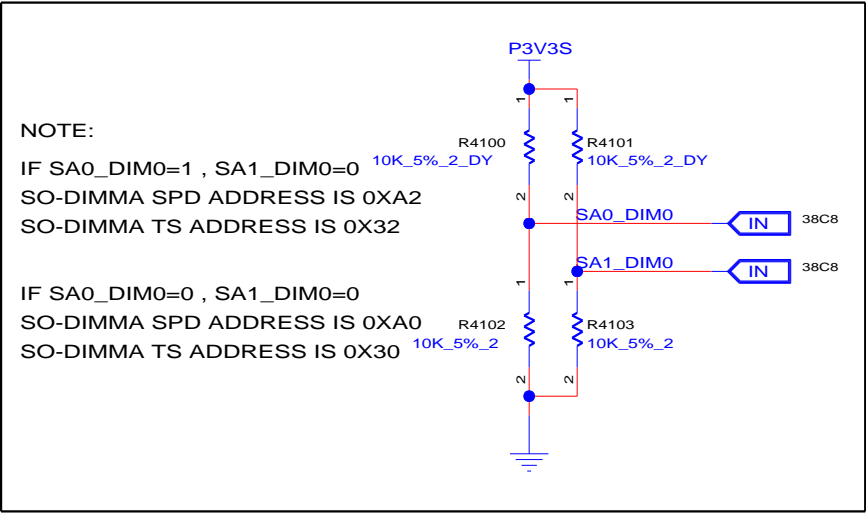 P3V3S
NOTE:
IF SA0_DIM0=1 , SA1_DIM0=0
SO-DIMMA SPD ADDRESS IS 0XA2
SO-DIMMA TS ADDRESS IS 0X32
1
1
R4100
10K_5%_2_DY
R4101
10K_5%_2_DY
2
2
SA0_DIM0
IN
38C8
SA1_DIM0
IN
38C8
IF SA0_DIM0=0 , SA1_DIM0=0
SO-DIMMA SPD ADDRESS IS 0XA0
SO-DIMMA TS ADDRESS IS 0X30
1
1
R4102
10K_5%_2
R4103
10K_5%_2
2
2